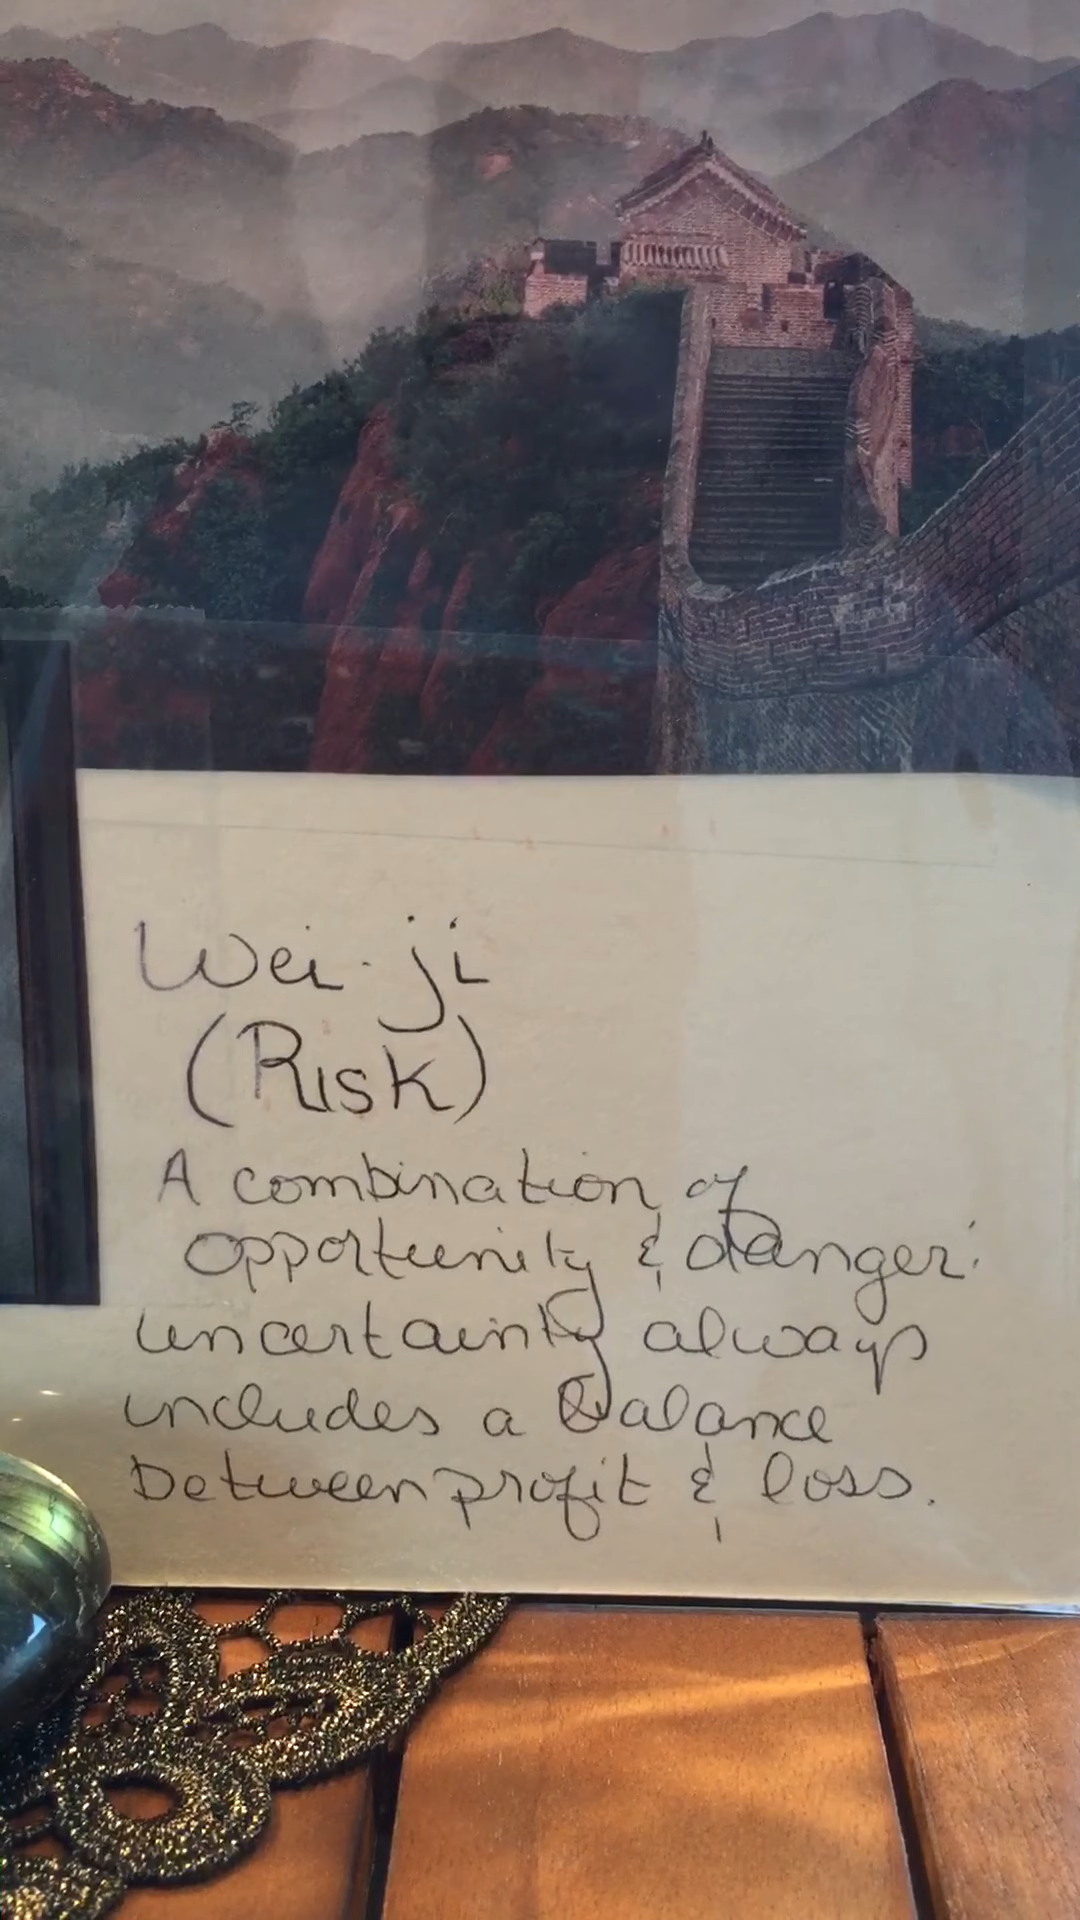 Wei-ji
(Risk)
A combination of
opportunity & danger:
uncertainty always
includes a balance
between profit & loss.